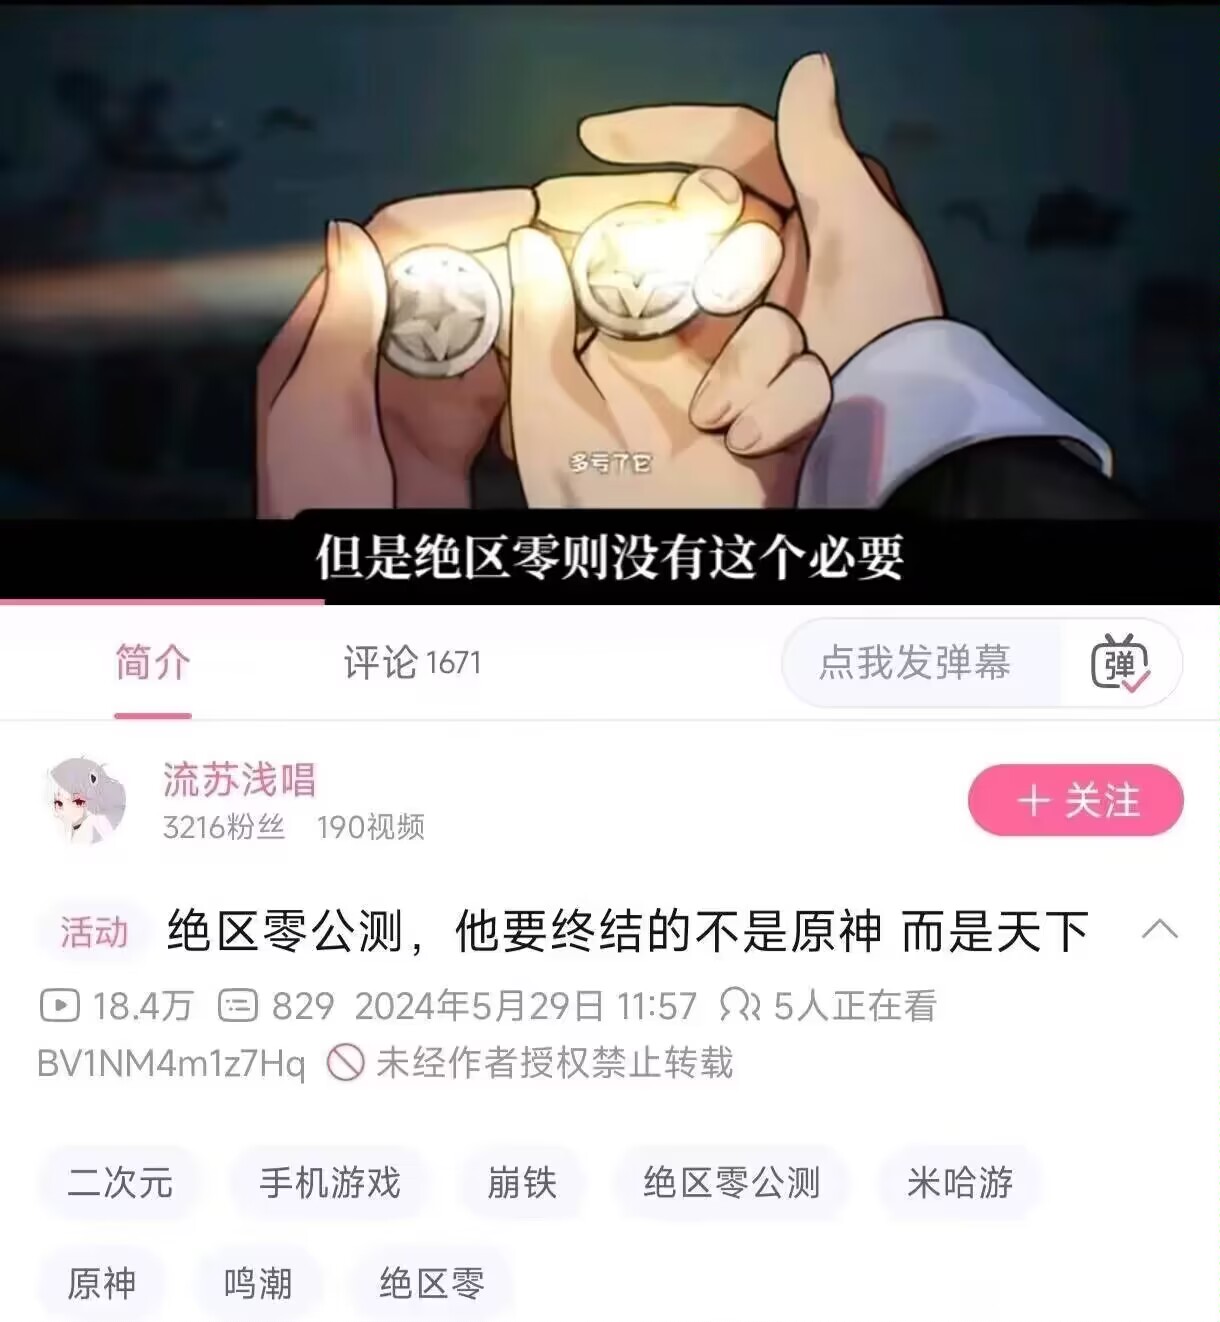 多亏了它
但是绝区零则没有这个必要
简介 评论 1671 点我发弹幕 弹
流苏浅唱
3216粉丝 190视频
关注
活动 绝区零公测，他要终结的不是原神 而是天下
18.4万 829 2024年5月29日 11:57 5人正在看
BV1NM4m1z7Hq 未经作者授权禁止转载
二次元 手机游戏 崩铁 绝区零公测 米哈游
原神 鸣潮 绝区零